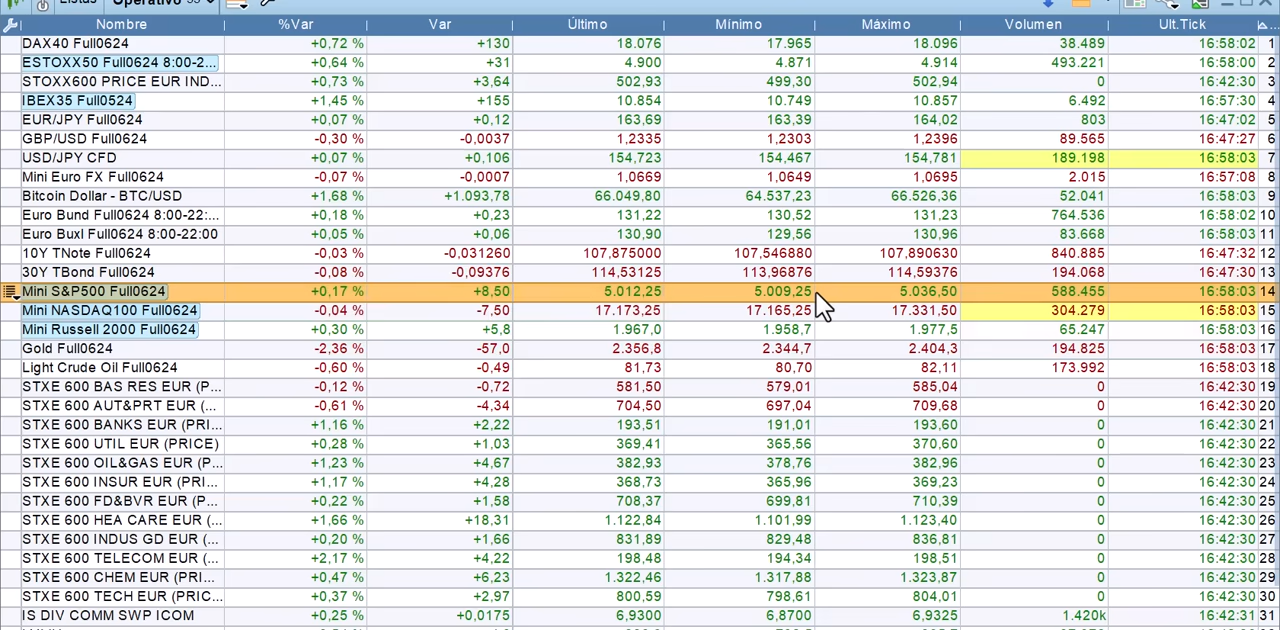 Listas Operativo
Nombre %Var Var Último Mínimo Máximo Volumen Ult.Tick ...
DAX40 Full0624 +0,72 % +130 18.076 17.965 18.096 38.489 16:58:02 1
ESTOXX50 Full0624 8:00-2... +0,64 % +31 4.900 4.871 4.914 493.221 16:58:00 2
STOXX600 PRICE EUR IND... +0,73 % +3,64 502,93 499,30 502,94 0 16:42:30 3
IBEX35 Full0524 +1,45 % +155 10.854 10.749 10.857 6.492 16:57:30 4
EUR/JPY Full0624 +0,07 % +0,12 163,69 163,39 164,02 803 16:47:02 5
GBP/USD Full0624 -0,30 % -0,0037 1,2335 1,2303 1,2396 89.565 16:47:27 6
USD/JPY CFD +0,07 % +0,106 154,723 154,467 154,781 189.198 16:58:03 7
Mini Euro FX Full0624 -0,07 % -0,0007 1,0669 1,0649 1,0695 2.015 16:57:08 8
Bitcoin Dollar - BTC/USD +1,68 % +1.093,78 66.049,80 64.537,23 66.526,36 52.041 16:58:03 9
Euro Bund Full0624 8:00-22:... +0,18 % +0,23 131,22 130,52 131,23 764.536 16:58:02 10
Euro Buxl Full0624 8:00-22:00 +0,05 % +0,06 130,90 129,56 130,96 83.668 16:58:03 11
10Y TNote Full0624 -0,03 % -0,031260 107,875000 107,546880 107,890630 840.885 16:47:32 12
30Y TBond Full0624 -0,08 % -0,09376 114,53125 113,96876 114,59376 194.068 16:47:30 13
Mini S&P500 Full0624 +0,17 % +8,50 5.012,25 5.009,25 5.036,50 588.455 16:58:03 14
Mini NASDAQ100 Full0624 -0,04 % -7,50 17.173,25 17.165,25 17.331,50 304.279 16:58:03 15
Mini Russell 2000 Full0624 +0,30 % +5,8 1.967,0 1.958,7 1.977,5 65.247 16:58:03 16
Gold Full0624 -2,36 % -57,0 2.356,8 2.344,7 2.404,3 194.825 16:58:03 17
Light Crude Oil Full0624 -0,60 % -0,49 81,73 80,70 82,11 173.992 16:58:03 18
STXE 600 BAS RES EUR (P... -0,12 % -0,72 581,50 579,01 585,04 0 16:42:30 19
STXE 600 AUT&PRT EUR (... -0,61 % -4,34 704,50 697,04 709,68 0 16:42:30 20
STXE 600 BANKS EUR (PRI... +1,16 % +2,22 193,51 191,01 193,60 0 16:42:30 21
STXE 600 UTIL EUR (PRICE) +0,28 % +1,03 369,41 365,56 370,60 0 16:42:30 22
STXE 600 OIL&GAS EUR (P... +1,23 % +4,67 382,93 378,76 382,96 0 16:42:30 23
STXE 600 INSUR EUR (PRI... +1,17 % +4,28 368,73 365,96 369,23 0 16:42:30 24
STXE 600 FD&BVR EUR (P... +0,22 % +1,58 708,37 699,81 710,39 0 16:42:30 25
STXE 600 HEA CARE EUR (... +1,66 % +18,31 1.122,84 1.101,99 1.123,40 0 16:42:30 26
STXE 600 INDUS GD EUR (... +0,20 % +1,66 831,89 829,48 836,81 0 16:42:30 27
STXE 600 TELECOM EUR (... +2,17 % +4,22 198,48 194,34 198,51 0 16:42:30 28
STXE 600 CHEM EUR (PRI... +0,47 % +6,23 1.322,46 1.317,88 1.323,87 0 16:42:30 29
STXE 600 TECH EUR (PRIC... +0,37 % +2,97 800,59 798,61 804,01 0 16:42:30 30
IS DIV COMM SWP ICOM +0,25 % +0,0175 6,9300 6,8700 6,9325 1.420k 16:42:31 31